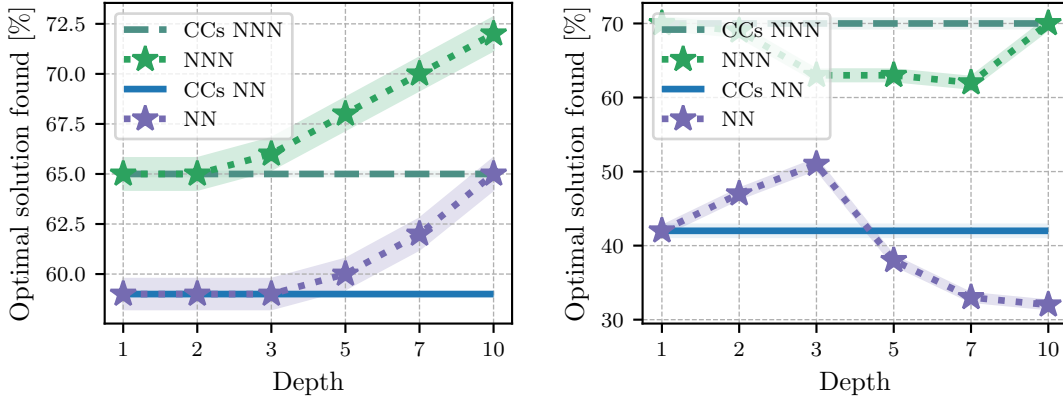 Optimal solution found [%]
72.5
70.0
67.5
65.0
62.5
60.0
CCs NNN
NNN
CCs NN
NN
1 2 3 5 7 10
Depth
Optimal solution found [%]
70
60
50
40
30
CCs NNN
NNN
CCs NN
NN
1 2 3 5 7 10
Depth